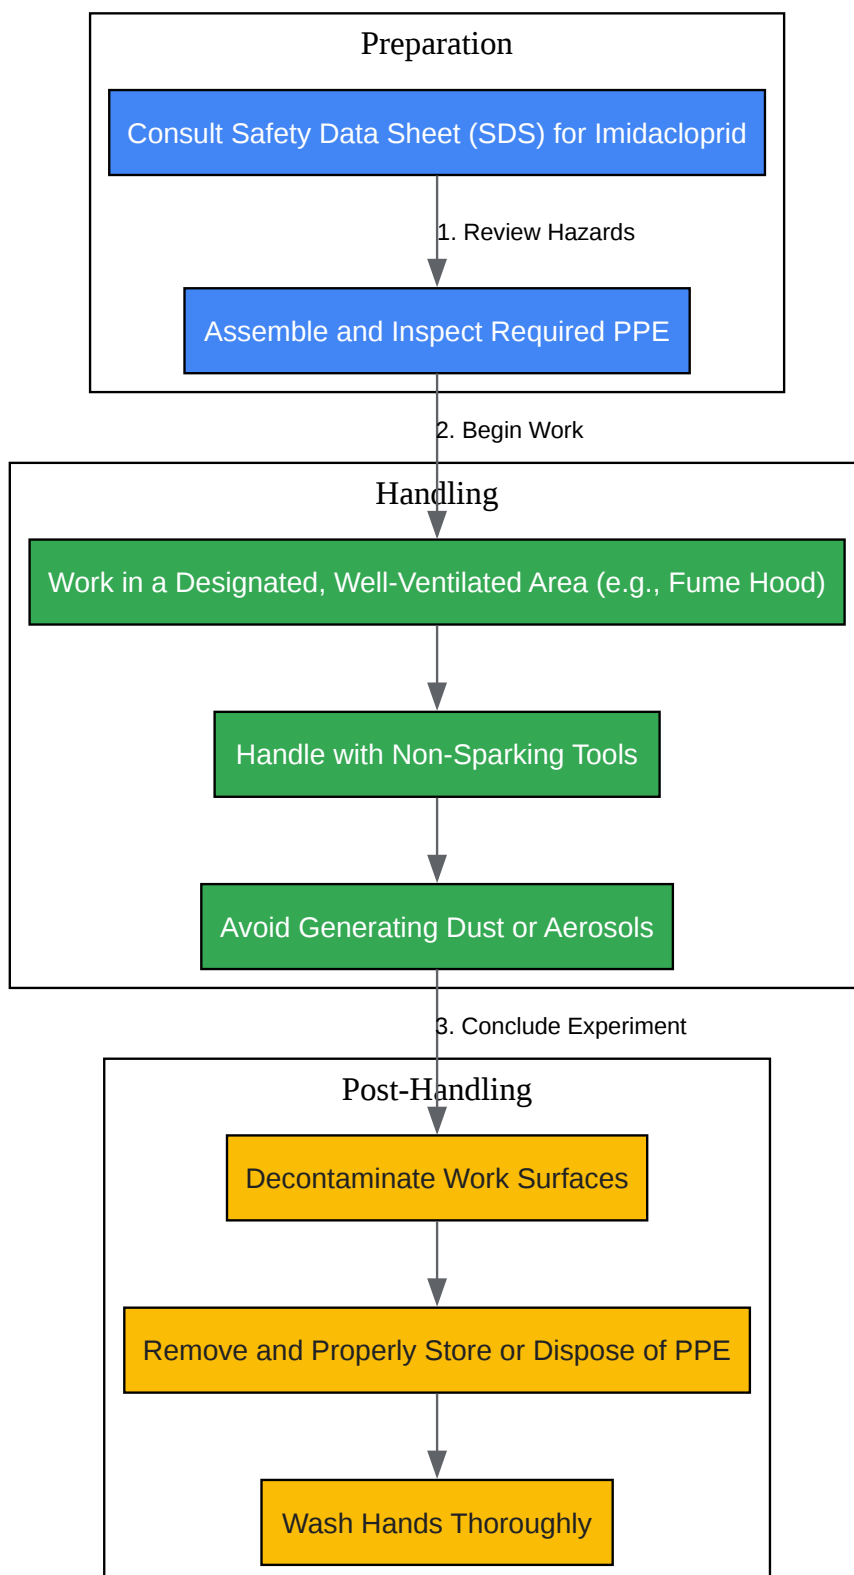 Preparation
Consult Safety Data Sheet (SDS) for Imidacloprid
1. Review Hazards
Assemble and Inspect Required PPE
2. Begin Work
Handling
Work in a Designated, Well-Ventilated Area (e.g., Fume Hood)
Handle with Non-Sparking Tools
Avoid Generating Dust or Aerosols
3. Conclude Experiment
Post-Handling
Decontaminate Work Surfaces
Remove and Properly Store or Dispose of PPE
Wash Hands Thoroughly